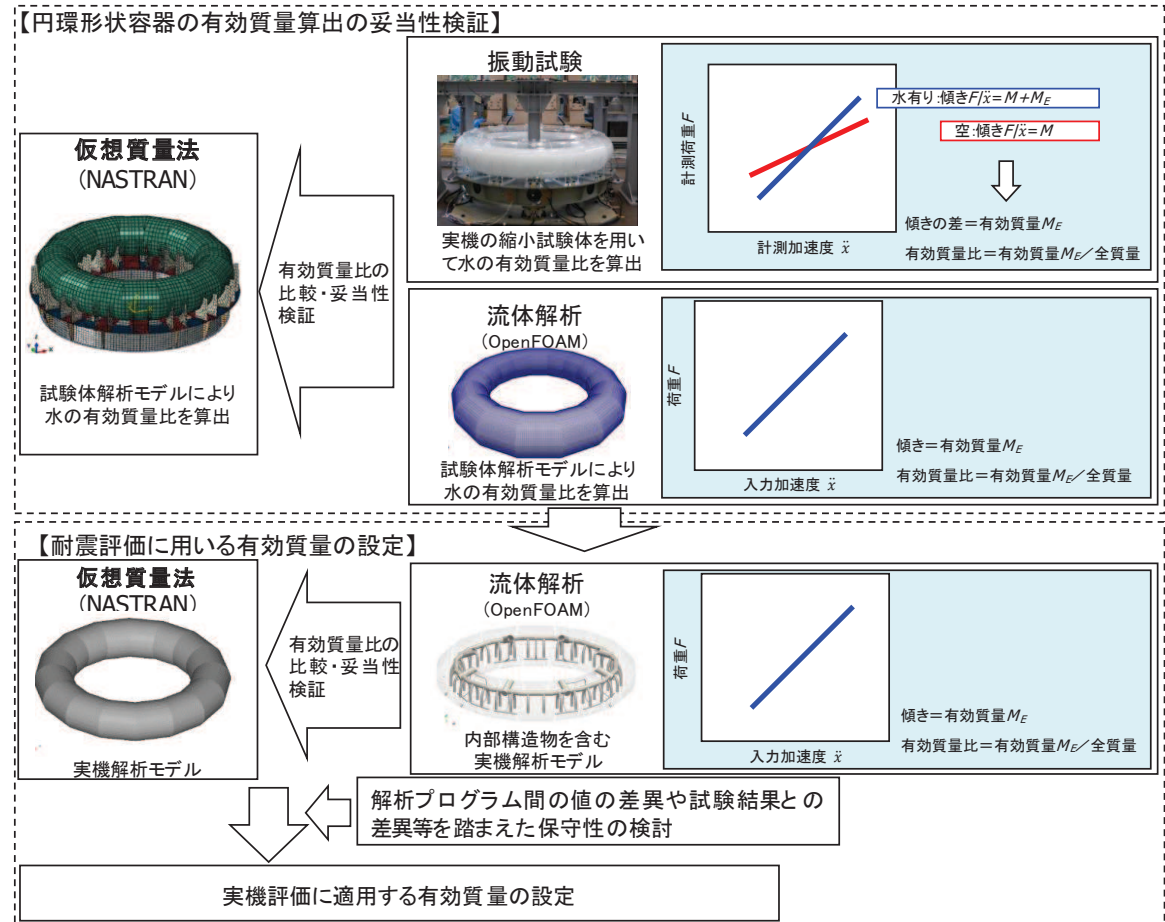 【円環形状容器の有効質量算出の妥当性検証】
仮想質量法
(NASTRAN)
試験体解析モデルにより
水の有効質量比を算出
有効質量比の
比較・妥当性
検証
振動試験
実機の縮小試験体を用い
て水の有効質量比を算出
計測荷重F
計測加速度 ẍ
水有り:傾きF/ẍ=M+M_E
空:傾きF/ẍ=M
傾きの差=有効質量M_E
有効質量比=有効質量M_E/全質量
流体解析
(OpenFOAM)
試験体解析モデルにより
水の有効質量比を算出
荷重F
入力加速度 ẍ
傾き=有効質量M_E
有効質量比=有効質量M_E/全質量
【耐震評価に用いる有効質量の設定】
仮想質量法
(NASTRAN)
実機解析モデル
有効質量比の
比較・妥当性
検証
流体解析
(OpenFOAM)
内部構造物を含む
実機解析モデル
荷重F
入力加速度 ẍ
傾き=有効質量M_E
有効質量比=有効質量M_E/全質量
解析プログラム間の値の差異や試験結果との
差異等を踏まえた保守性の検討
実機評価に適用する有効質量の設定